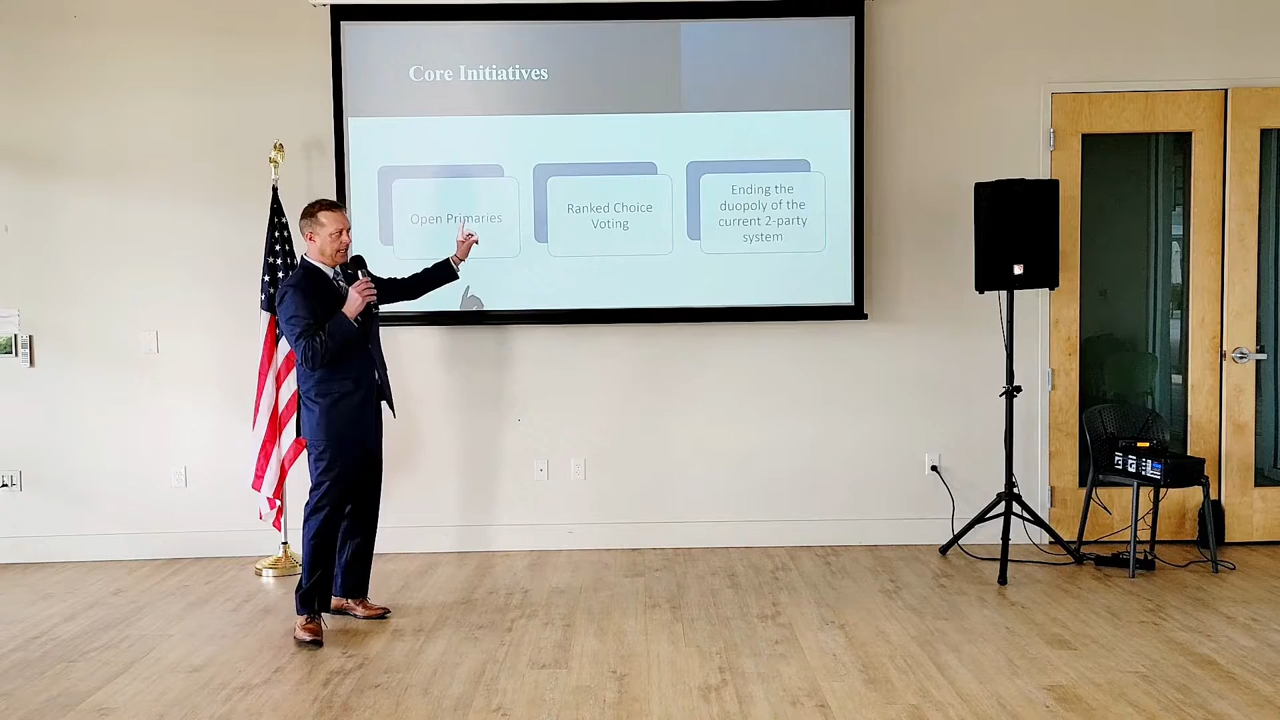 Core Initiatives
Open Primaries
Ranked Choice
Voting
Ending the
duopoly of the
current 2-party
system